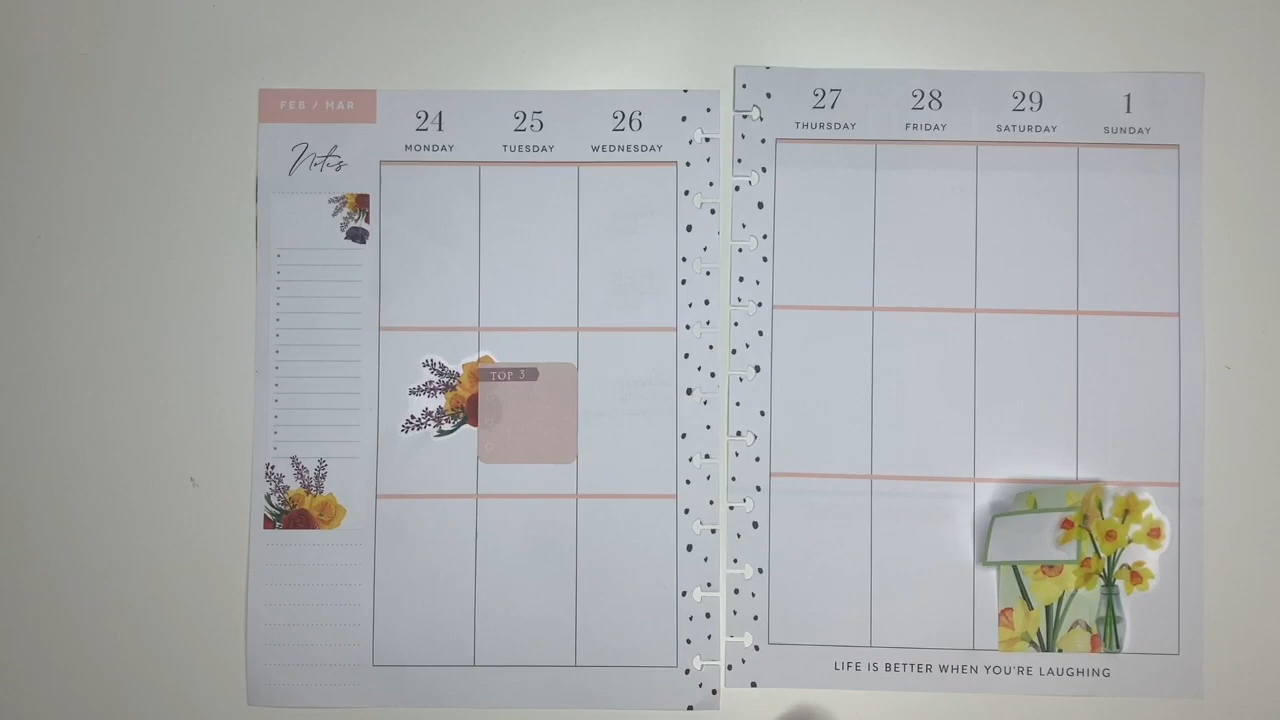 FEB / MAR
Notes
24
MONDAY
25
TUESDAY
26
WEDNESDAY
TOP 3
27
THURSDAY
28
FRIDAY
29
SATURDAY
1
SUNDAY
LIFE IS BETTER WHEN YOU'RE LAUGHING